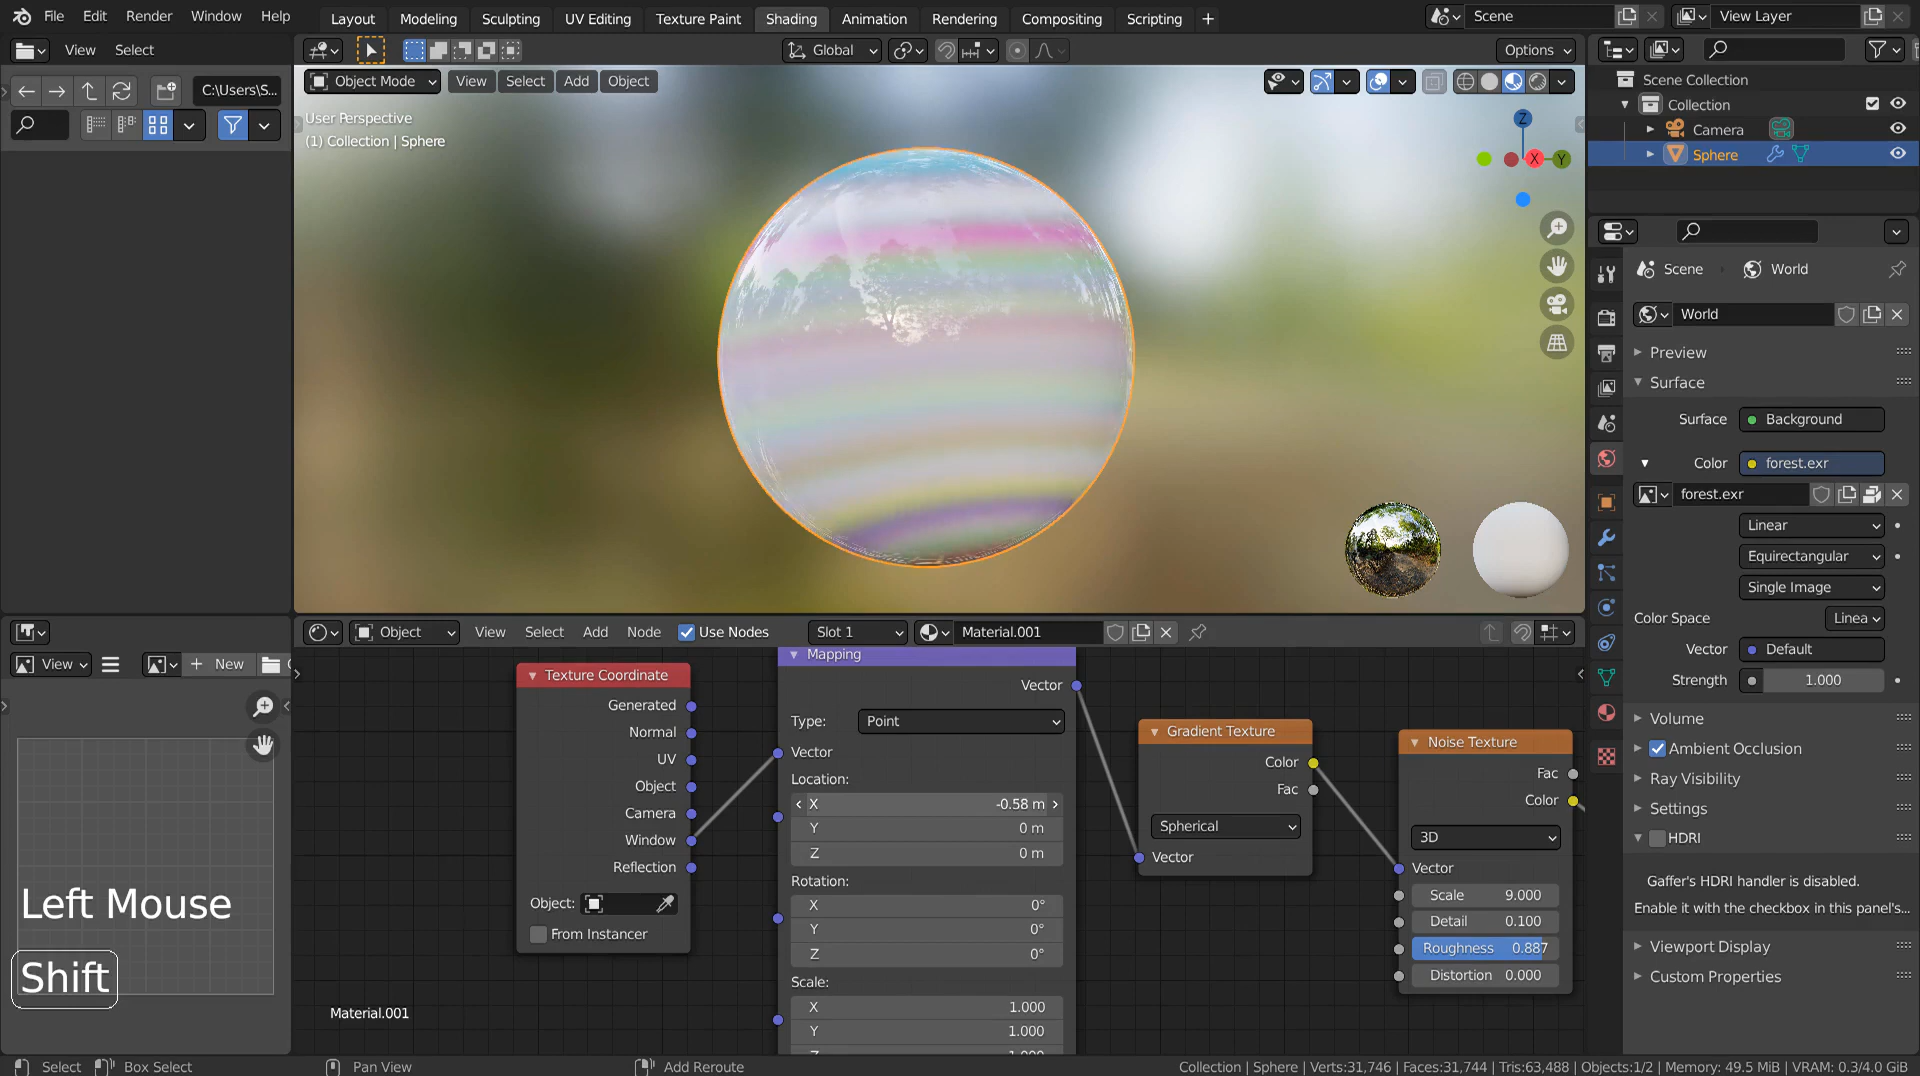 File Edit Render Window Help Layout Modeling Sculpting UV Editing Texture Paint Shading Animation Rendering Compositing Scripting + Scene View Layer
View Select Global Options
Object Mode View Select Add Object
C:\Users\S...
User Perspective
(1) Collection | Sphere
Z
X
Y
Scene Collection
Collection
Camera
Sphere
Scene World
World
Preview
Surface
Surface Background
Color forest.exr
forest.exr
Linear
Equirectangular
Single Image
Color Space Linea
Vector Default
Strength 1.000
Volume
Ambient Occlusion
Ray Visibility
Settings
HDRI
Gaffer's HDRI handler is disabled.
Enable it with the checkbox in this panel's...
Viewport Display
Custom Properties
View + New
Left Mouse
Shift
Object View Select Add Node Use Nodes Slot 1 Material.001
Texture Coordinate
Generated
Normal
UV
Object
Camera
Window
Reflection
Object:
From Instancer
Material.001
Mapping
Vector
Type: Point
Vector
Location:
X -0.58 m
Y 0 m
Z 0 m
Rotation:
X 0°
Y 0°
Z 0°
Scale:
X 1.000
Y 1.000
Z 1.000
Gradient Texture
Color
Fac
Spherical
Vector
Noise Texture
Fac
Color
3D
Vector
Scale 9.000
Detail 0.100
Roughness 0.887
Distortion 0.000
Select Box Select Pan View Add Reroute Collection | Sphere | Verts:31,746 | Faces:31,744 | Tris:63,488 | Objects:1/2 | Memory: 49.5 MiB | VRAM: 0.3/4.0 GiB